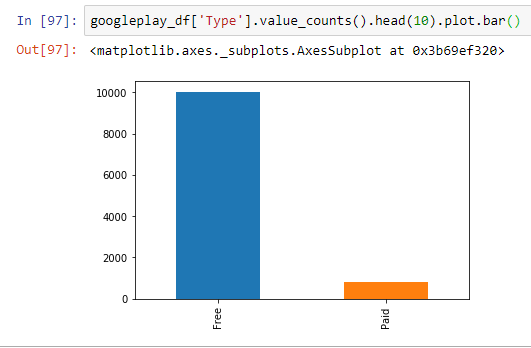 In [97]: googleplay_df['Type'].value_counts().head(10).plot.bar()
Out[97]: <matplotlib.axes._subplots.AxesSubplot at 0x3b69ef320>
10000
8000
6000
4000
2000
0
Free
Paid